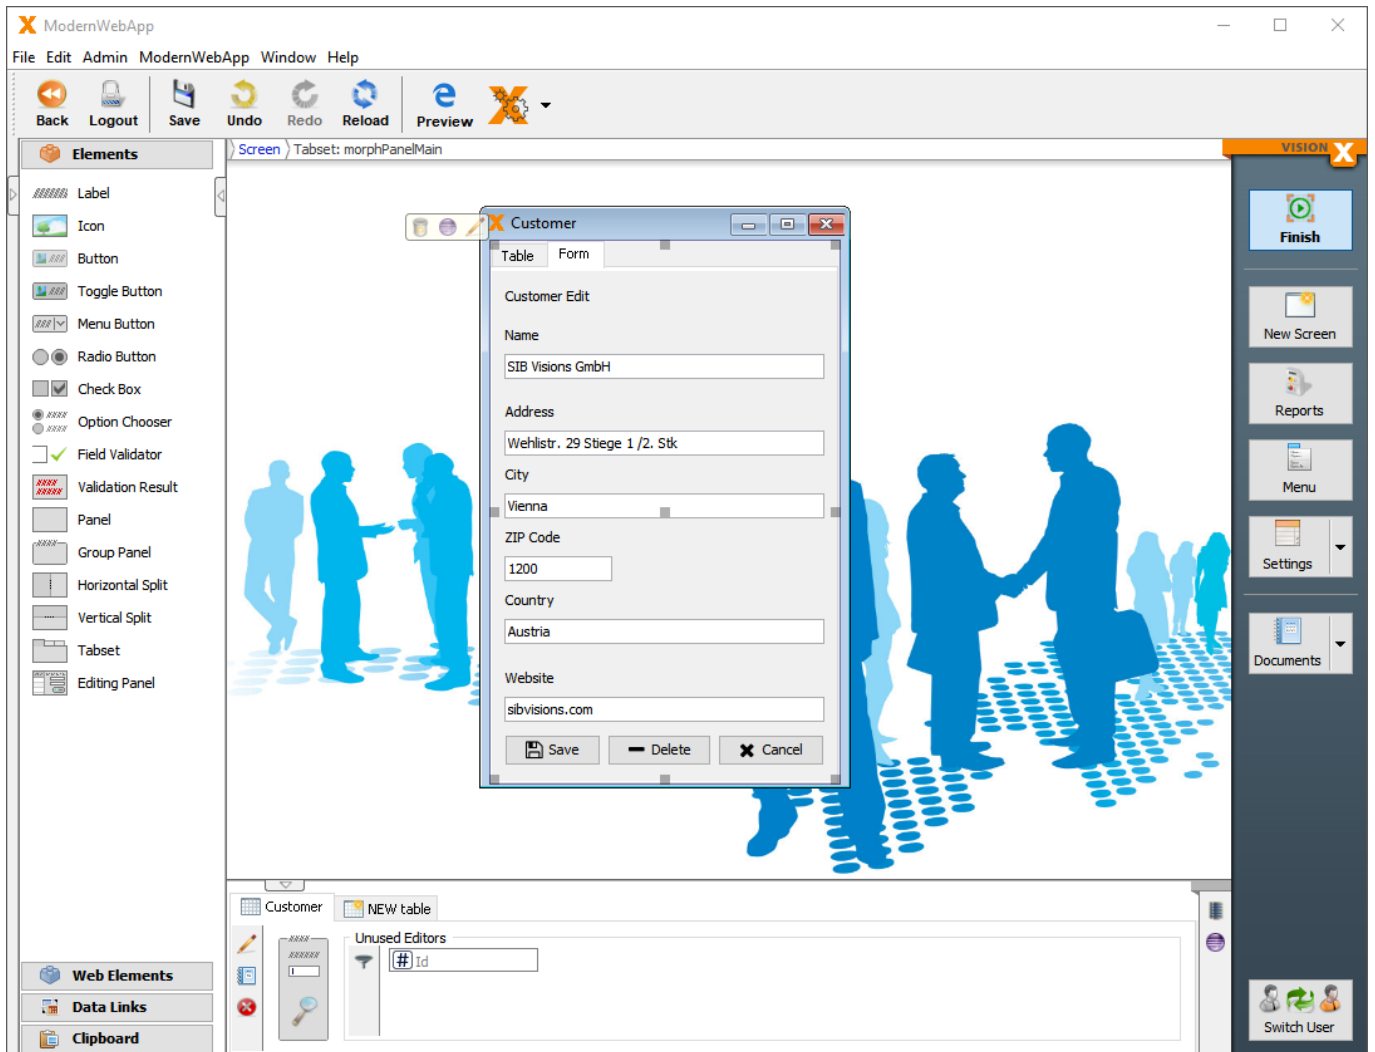 ModernWebApp
File Edit Admin ModernWebApp Window Help
Back Logout Save Undo Redo Reload Preview
Elements
Screen Tabset: morphPanelMain
VISION X
Label
Icon
Button
Toggle Button
Menu Button
Radio Button
Check Box
Option Chooser
Field Validator
Validation Result
Panel
Group Panel
Horizontal Split
Vertical Split
Tabset
Editing Panel
Web Elements
Data Links
Clipboard
Customer
Table Form
Customer Edit
Name
SIB Visions GmbH
Address
Wehlistr. 29 Stiege 1 /2. Stk
City
Vienna
ZIP Code
1200
Country
Austria
Website
sibvisions.com
Save Delete Cancel
Finish
New Screen
Reports
Menu
Settings
Documents
Switch User
Customer NEW table
Unused Editors
# Id